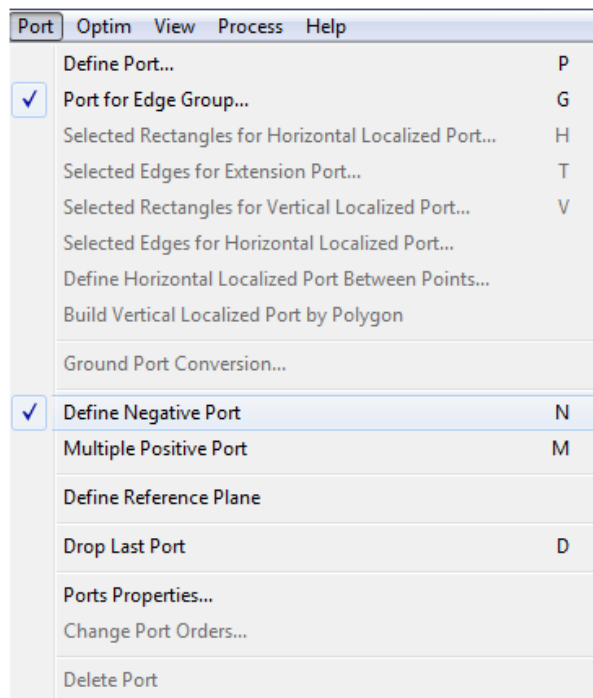 Port Optim View Process Help
Define Port... P
Port for Edge Group... G
Selected Rectangles for Horizontal Localized Port... H
Selected Edges for Extension Port... T
Selected Rectangles for Vertical Localized Port... V
Selected Edges for Horizontal Localized Port...
Define Horizontal Localized Port Between Points...
Build Vertical Localized Port by Polygon
Ground Port Conversion...
Define Negative Port N
Multiple Positive Port M
Define Reference Plane
Drop Last Port D
Ports Properties...
Change Port Orders...
Delete Port